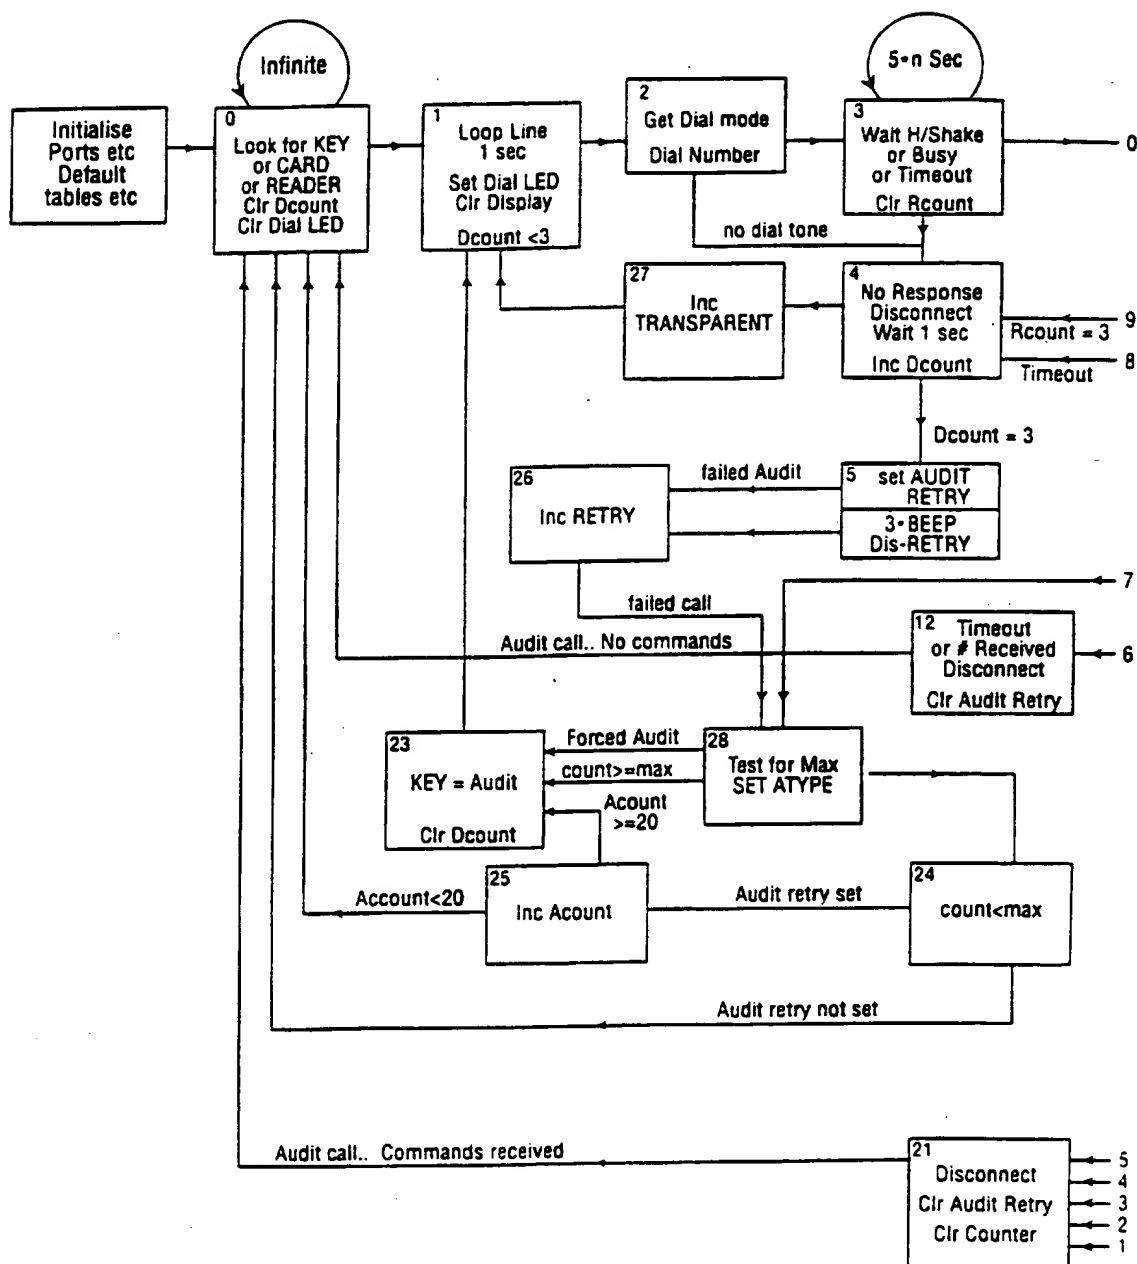 Infinite
5•n Sec
Initialise
Ports etc
Default
tables etc
0
Look for KEY
or CARD
or READER
Clr Dcount
Clr Dial LED
1
Loop Line
1 sec
Set Dial LED
Clr Display
Dcount <3
2
Get Dial mode
Dial Number
3
Wait H/Shake
or Busy
or Timeout
Clr Rcount
0
no dial tone
27
Inc
TRANSPARENT
4
No Response
Disconnect
Wait 1 sec
Inc Dcount
9
Rcount = 3
8
Timeout
Dcount = 3
26
Inc RETRY
failed Audit
5
set AUDIT
RETRY
3•BEEP
Dis-RETRY
7
failed call
Audit call.. No commands
12
Timeout
or # Received
Disconnect
Clr Audit Retry
6
23
KEY = Audit
Clr Dcount
Forced Audit
count>=max
Acount
>=20
28
Test for Max
SET ATYPE
Account<20
25
Inc Acount
Audit retry set
24
count<max
Audit retry not set
Audit call.. Commands received
21
Disconnect
Clr Audit Retry
Clr Counter
5
4
3
2
1